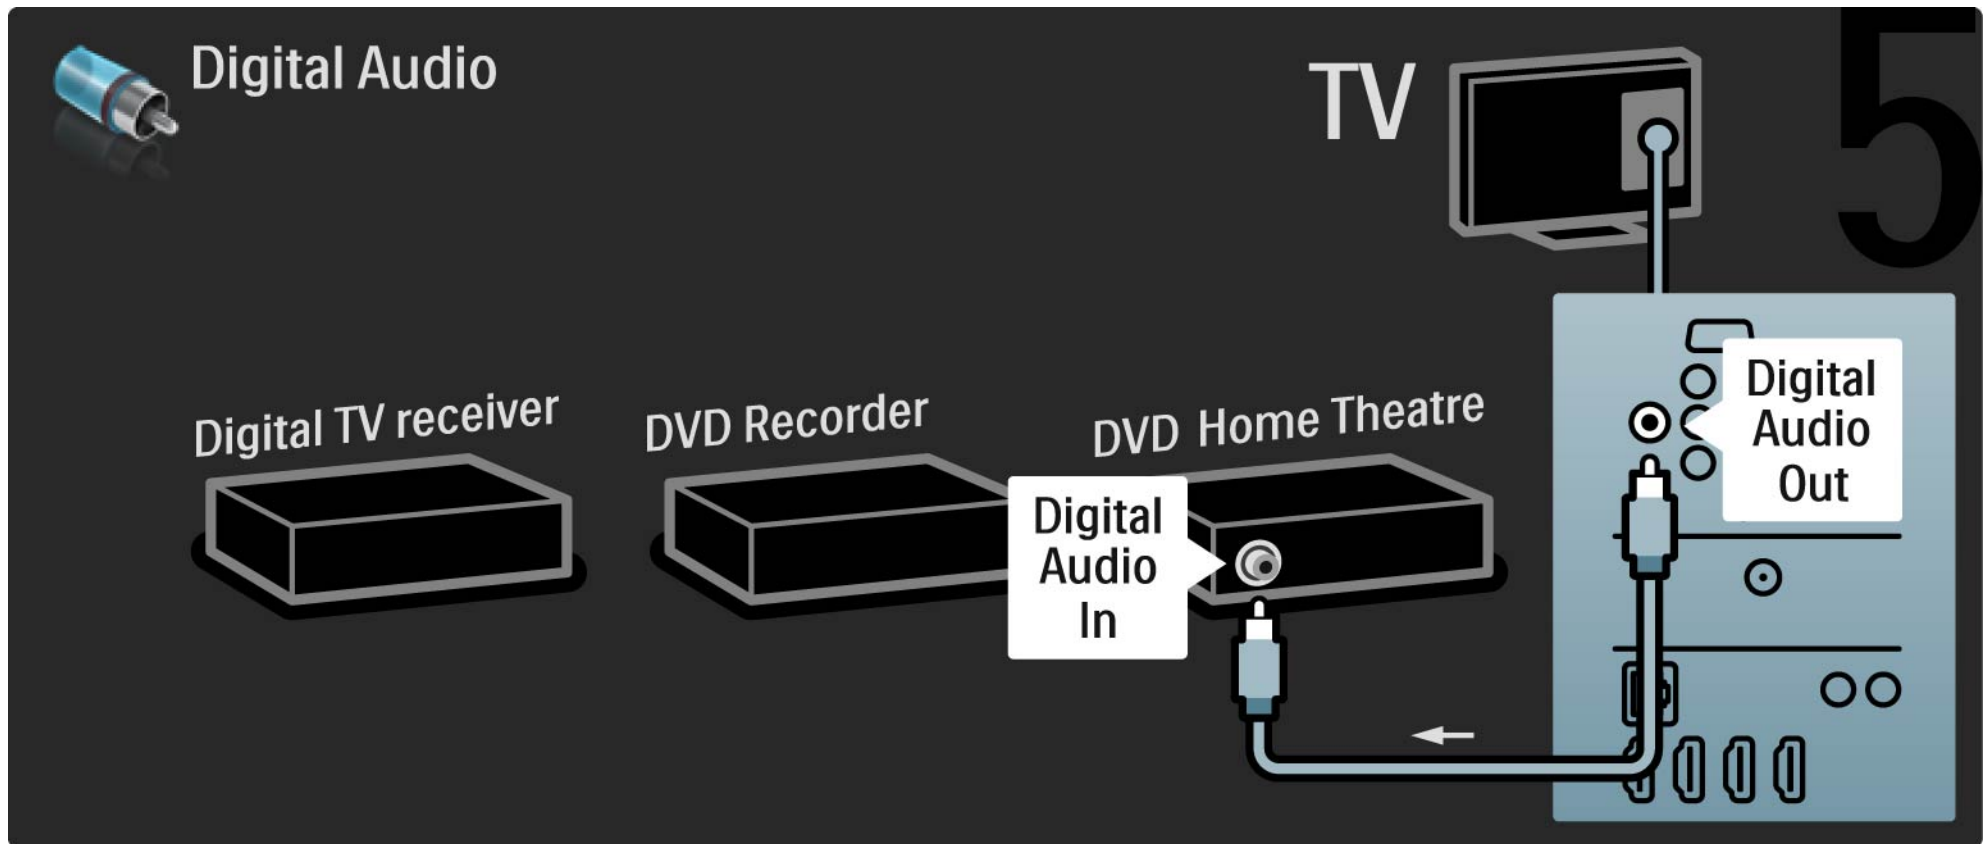 Digital Audio
TV
5
Digital TV receiver
DVD Recorder
DVD Home Theatre
Digital
Audio
In
Digital
Audio
Out